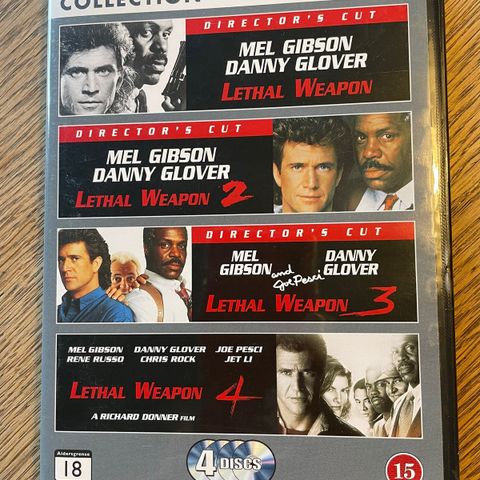 COLLECTION
DIRECTOR'S CUT
MEL GIBSON
DANNY GLOVER
LETHAL WEAPON
DIRECTOR'S CUT
MEL GIBSON
DANNY GLOVER
LETHAL WEAPON 2
DIRECTOR'S CUT
MEL GIBSON and Joe Pesci DANNY GLOVER
LETHAL WEAPON 3
MEL GIBSON DANNY GLOVER JOE PESCI
RENE RUSSO CHRIS ROCK JET LI
LETHAL WEAPON 4
A RICHARD DONNER FILM
Aldersgrense
18
4 DISCS
15